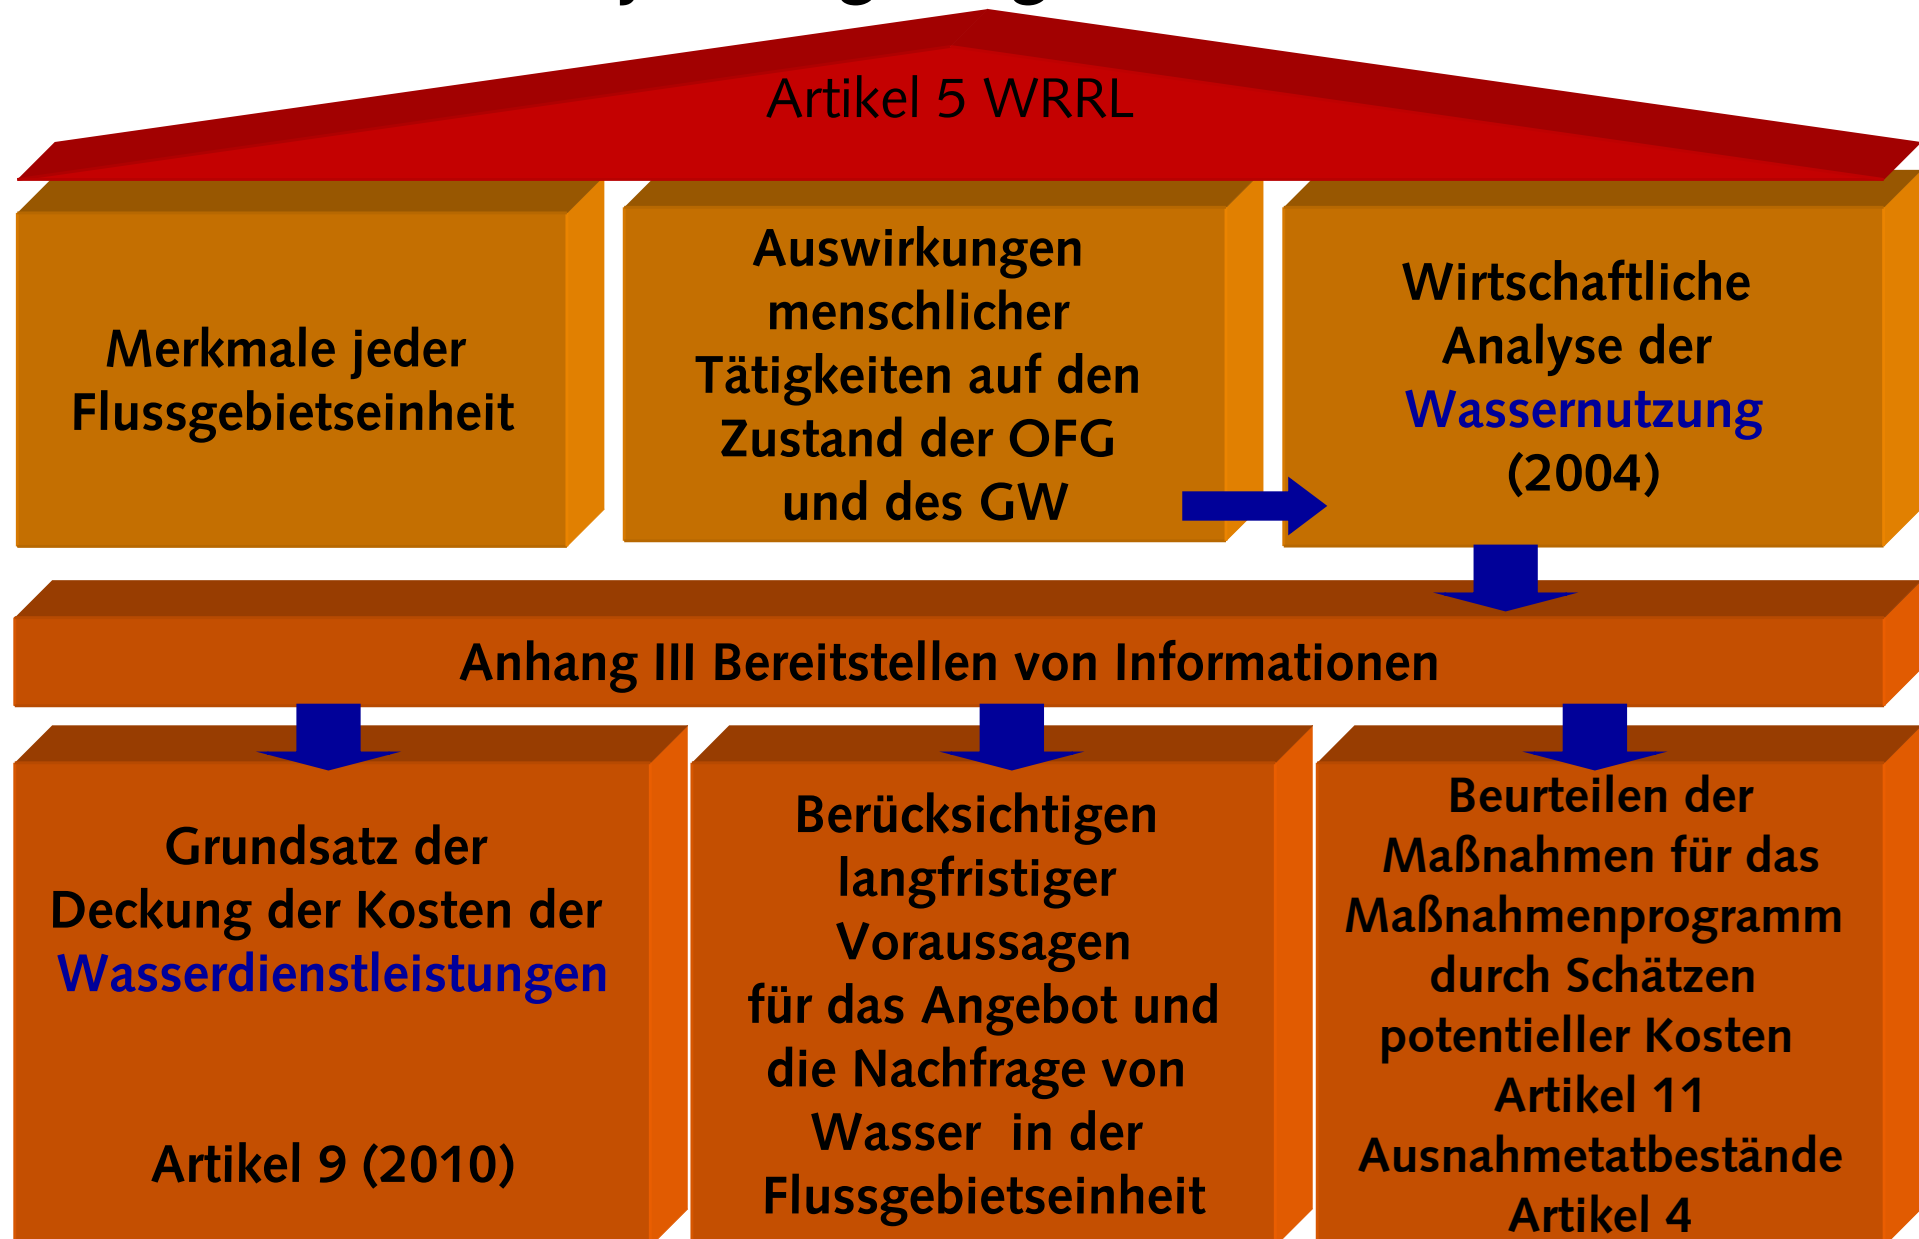 Artikel 5 WRRL
Merkmale jeder
Flussgebietseinheit
Auswirkungen
menschlicher
Tätigkeiten auf den
Zustand der OFG
und des GW
Wirtschaftliche
Analyse der
Wassernutzung
(2004)
Anhang III Bereitstellen von Informationen
Grundsatz der
Deckung der Kosten der
Wasserdienstleistungen
Artikel 9 (2010)
Berücksichtigen
langfristiger
Voraussagen
für das Angebot und
die Nachfrage von
Wasser in der
Flussgebietseinheit
Beurteilen der
Maßnahmen für das
Maßnahmenprogramm
durch Schätzen
potentieller Kosten
Artikel 11
Ausnahmetatbestände
Artikel 4